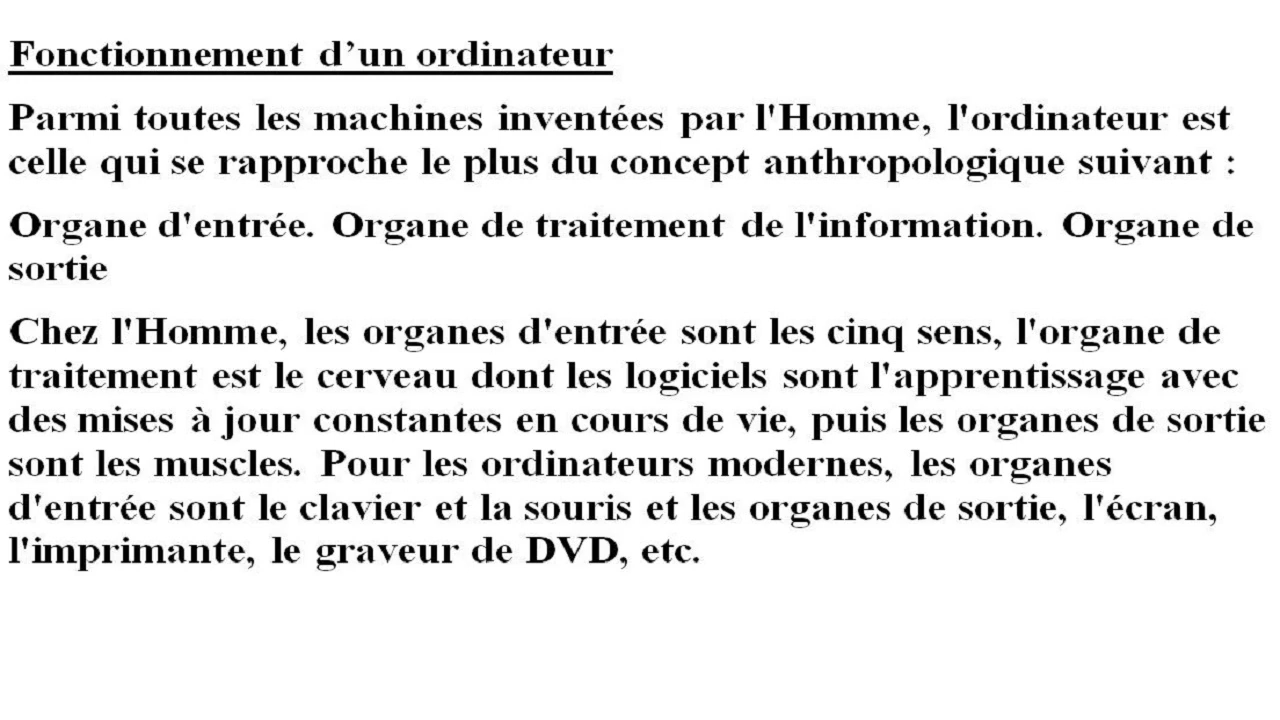 Fonctionnement d’un ordinateur
Parmi toutes les machines inventées par l'Homme, l'ordinateur est
celle qui se rapproche le plus du concept anthropologique suivant :
Organe d'entrée. Organe de traitement de l'information. Organe de
sortie
Chez l'Homme, les organes d'entrée sont les cinq sens, l'organe de
traitement est le cerveau dont les logiciels sont l'apprentissage avec
des mises à jour constantes en cours de vie, puis les organes de sortie
sont les muscles. Pour les ordinateurs modernes, les organes
d'entrée sont le clavier et la souris et les organes de sortie, l'écran,
l'imprimante, le graveur de DVD, etc.